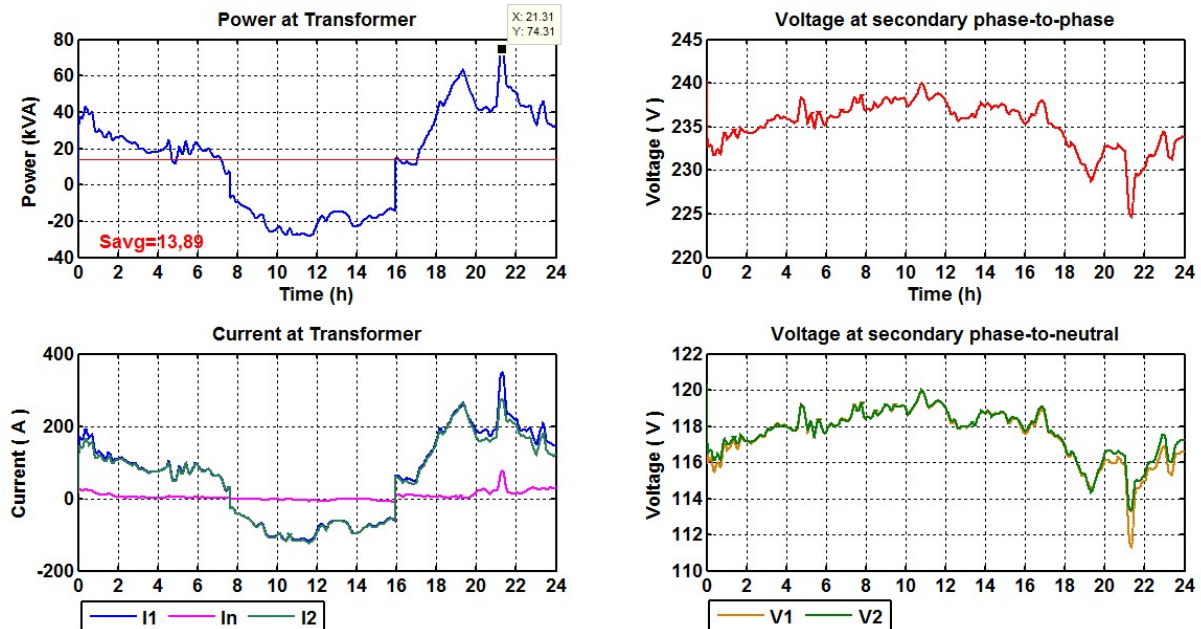 Power at Transformer
X: 21.31
Y: 74.31
Power (kVA)
80
60
40
20
0
-20
-40
Savg=13,89
0 2 4 6 8 10 12 14 16 18 20 22 24
Time (h)
Voltage at secondary phase-to-phase
Voltage ( V )
245
240
235
230
225
220
0 2 4 6 8 10 12 14 16 18 20 22 24
Time (h)
Current at Transformer
Current ( A )
400
200
0
-200
0 2 4 6 8 10 12 14 16 18 20 22 24
I1 In I2
Voltage at secondary phase-to-neutral
Voltage ( V )
122
120
118
116
114
112
110
0 2 4 6 8 10 12 14 16 18 20 22 24
V1 V2